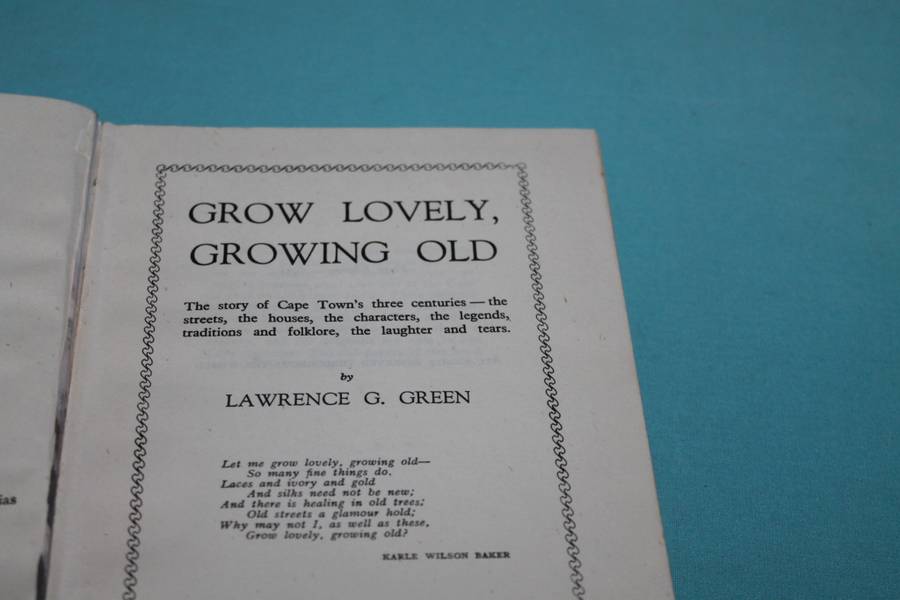 GROW LOVELY,
GROWING OLD
The story of Cape Town's three centuries — the
streets, the houses, the characters, the legends,
traditions and folklore, the laughter and tears.
by
LAWRENCE G. GREEN
Let me grow lovely, growing old—
So many fine things do.
Laces and ivory and gold
And silks need not be new;
And there is healing in old trees;
Old streets a glamour hold;
Why may not I, as well as these,
Grow lovely, growing old?
KARLE WILSON BAKER